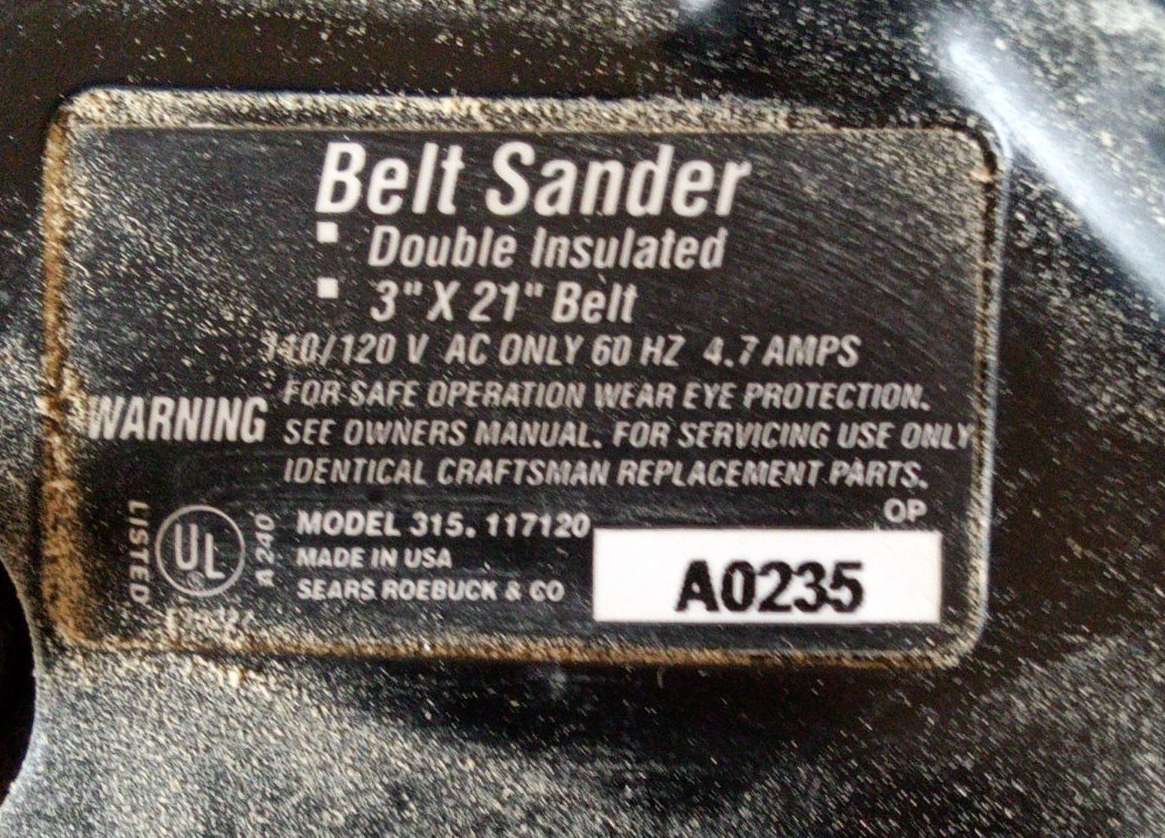 Belt Sander
▪ Double Insulated
▪ 3" X 21" Belt
110/120 V AC ONLY 60 HZ 4.7 AMPS
WARNING
FOR SAFE OPERATION WEAR EYE PROTECTION.
SEE OWNERS MANUAL. FOR SERVICING USE ONLY
IDENTICAL CRAFTSMAN REPLACEMENT PARTS.
LISTED
UL
®
A240
MODEL 315. 117120
MADE IN USA
SEARS ROEBUCK & CO
OP
A0235